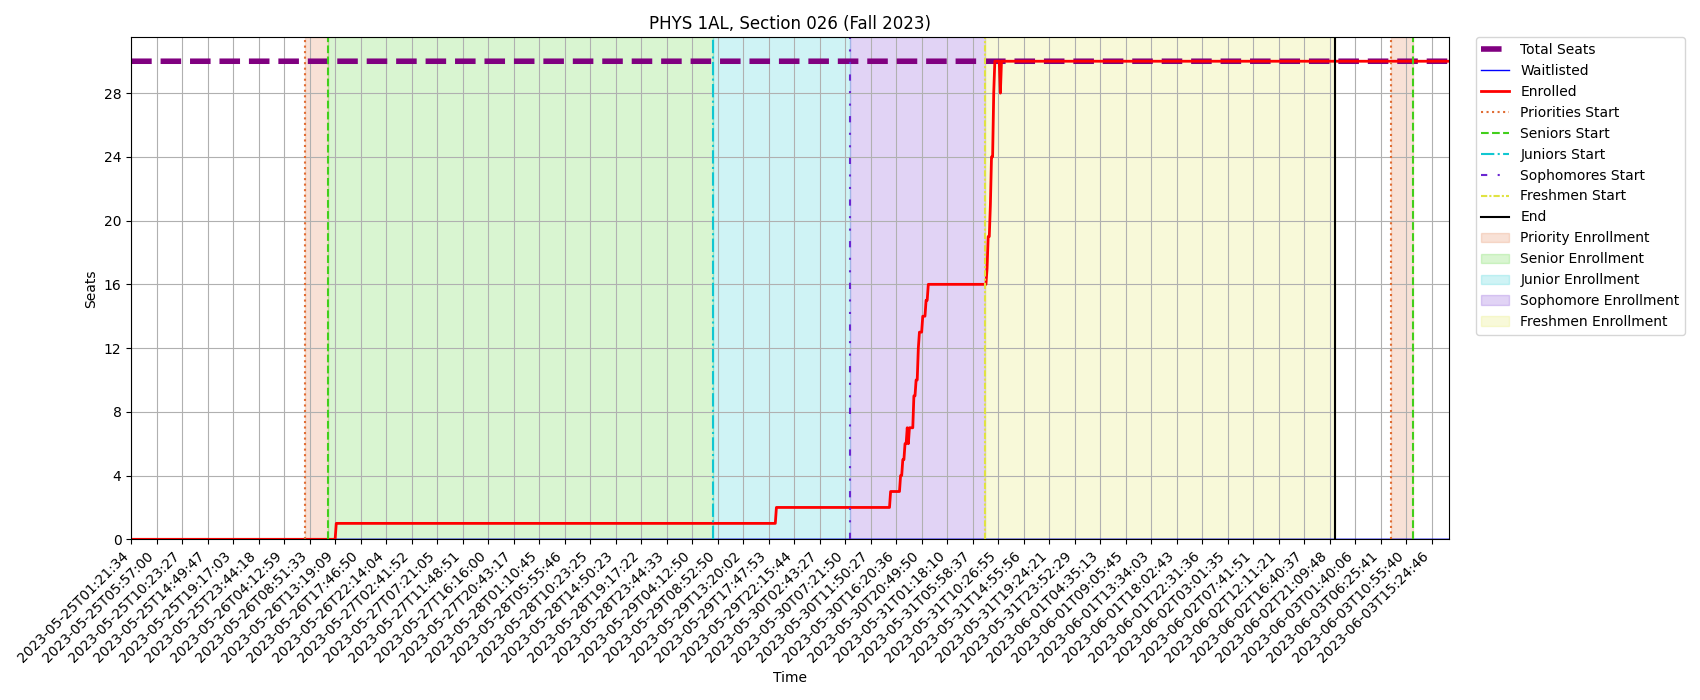 PHYS 1AL, Section 026 (Fall 2023)
Seats
28
24
20
16
12
8
4
0
2023-05-25T01:21:34
2023-05-25T05:57:00
2023-05-25T10:23:27
2023-05-25T14:49:47
2023-05-25T19:17:03
2023-05-25T23:44:18
2023-05-26T04:12:59
2023-05-26T08:51:33
2023-05-26T13:19:09
2023-05-26T17:46:50
2023-05-26T22:14:04
2023-05-27T02:41:52
2023-05-27T07:21:05
2023-05-27T11:48:51
2023-05-27T16:16:00
2023-05-27T20:43:17
2023-05-28T01:10:45
2023-05-28T05:55:46
2023-05-28T10:23:25
2023-05-28T14:50:23
2023-05-28T19:17:22
2023-05-28T23:44:33
2023-05-29T04:12:50
2023-05-29T08:52:50
2023-05-29T13:20:02
2023-05-29T17:47:53
2023-05-29T22:15:44
2023-05-30T02:43:27
2023-05-30T07:21:50
2023-05-30T11:50:27
2023-05-30T16:20:36
2023-05-30T20:49:50
2023-05-31T01:18:10
2023-05-31T05:58:37
2023-05-31T10:26:55
2023-05-31T14:55:56
2023-05-31T19:24:21
2023-05-31T23:52:29
2023-06-01T04:35:13
2023-06-01T09:05:45
2023-06-01T13:34:03
2023-06-01T18:02:43
2023-06-01T22:31:36
2023-06-02T03:01:35
2023-06-02T07:41:51
2023-06-02T12:11:21
2023-06-02T16:40:37
2023-06-02T21:09:48
2023-06-03T01:40:06
2023-06-03T06:25:41
2023-06-03T10:55:40
2023-06-03T15:24:46
Time
Total Seats
Waitlisted
Enrolled
Priorities Start
Seniors Start
Juniors Start
Sophomores Start
Freshmen Start
End
Priority Enrollment
Senior Enrollment
Junior Enrollment
Sophomore Enrollment
Freshmen Enrollment